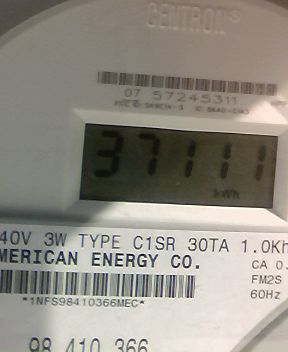 CENTRON®
07 57245311
37111
kWh
40V 3W TYPE C1SR 30TA 1.0Kh
MERICAN ENERGY CO.
CA 0.
FM2S
60Hz
*1NFS98410366MEC*
98 410 366